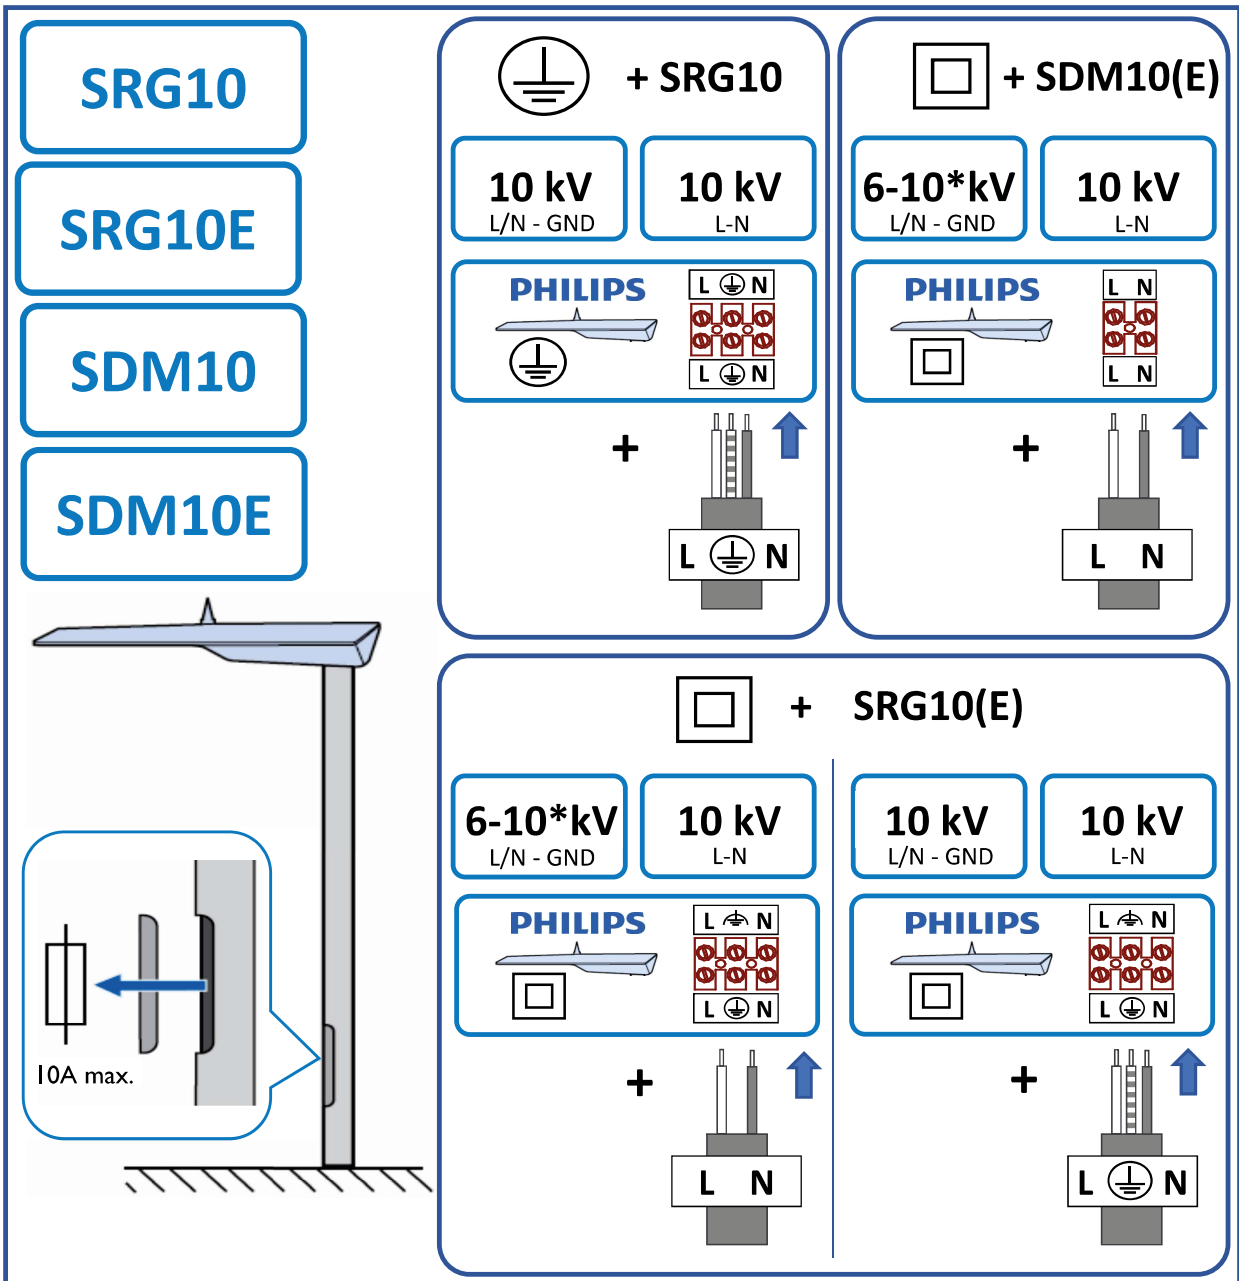 SRG10
SRG10E
SDM10
SDM10E
10A max.
+ SRG10
10 kV
L/N - GND
10 kV
L-N
PHILIPS
L N
L N
+
L N
+ SDM10(E)
6-10*kV
L/N - GND
10 kV
L-N
PHILIPS
L N
L N
+
L N
+ SRG10(E)
6-10*kV
L/N - GND
10 kV
L-N
PHILIPS
L N
L N
+
L N
10 kV
L/N - GND
10 kV
L-N
PHILIPS
L N
L N
+
L N